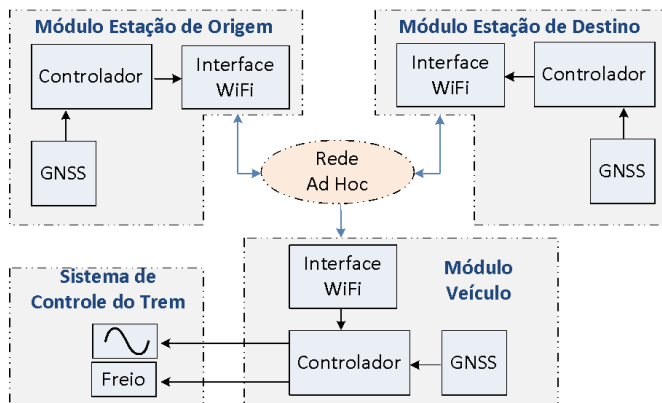 Módulo Estação de Origem
Controlador
Interface
WiFi
GNSS
Módulo Estação de Destino
Interface
WiFi
Controlador
GNSS
Rede
Ad Hoc
Interface
WiFi
Módulo
Veículo
Controlador
GNSS
Sistema de
Controle do Trem
Freio